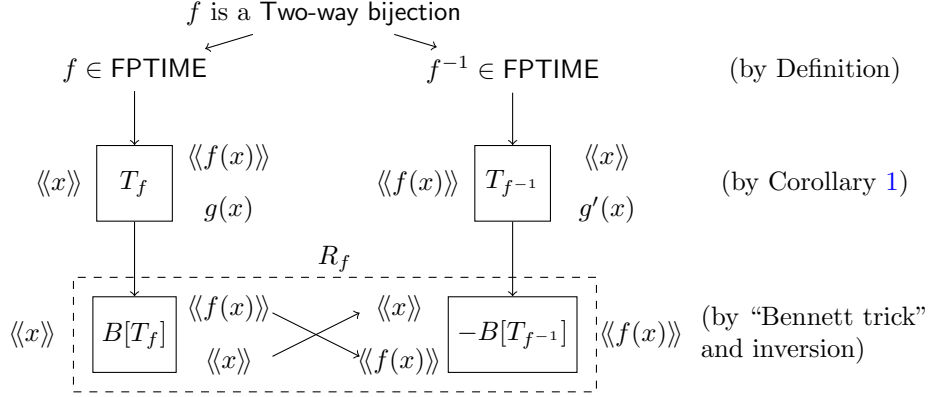 f is a Two-way bijection
f ∈ FPTIME f⁻¹ ∈ FPTIME (by Definition)
⟪x⟫ T_f ⟪f(x)⟫ g(x) ⟪f(x)⟫ T_{f⁻¹} ⟪x⟫ g′(x) (by Corollary 1)
R_f
⟪x⟫ B[T_f] ⟪f(x)⟫ ⟪x⟫ ⟪x⟫ ⟪f(x)⟫ −B[T_{f⁻¹}] ⟪f(x)⟫ (by “Bennett trick”
and inversion)